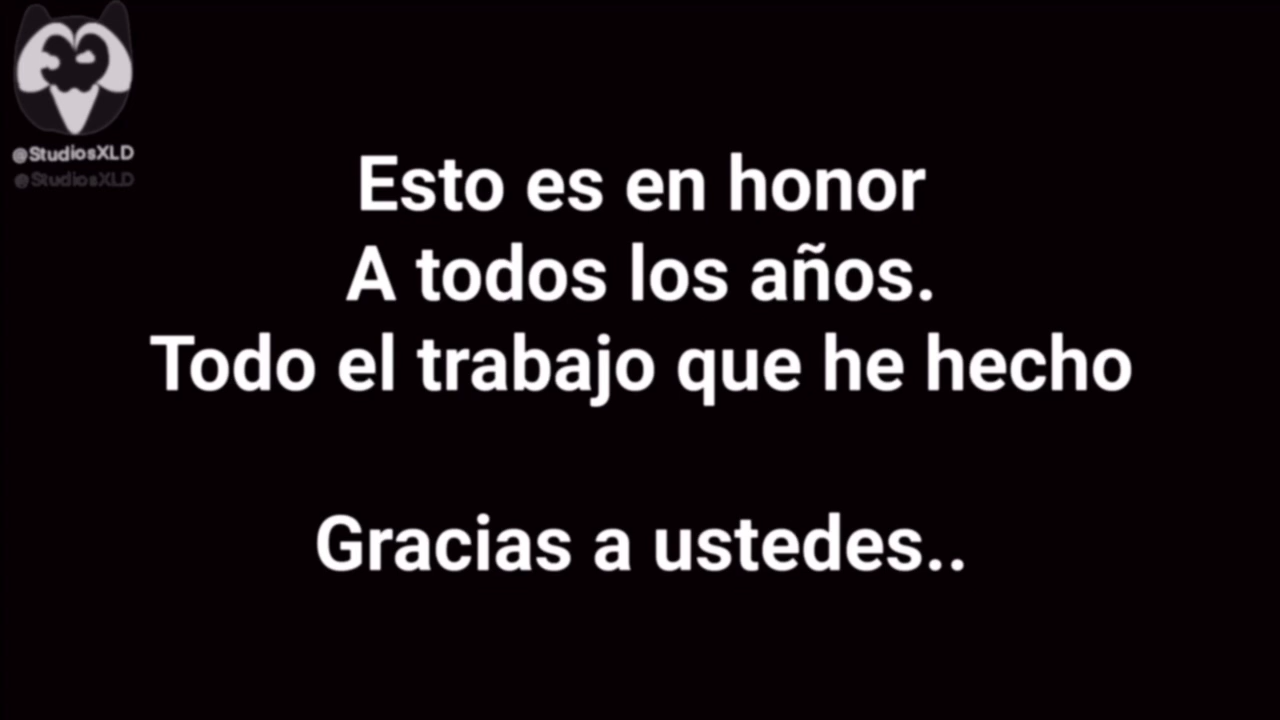 @StudiosXLD
@StudiosXLD
Esto es en honor
A todos los años.
Todo el trabajo que he hecho
Gracias a ustedes..